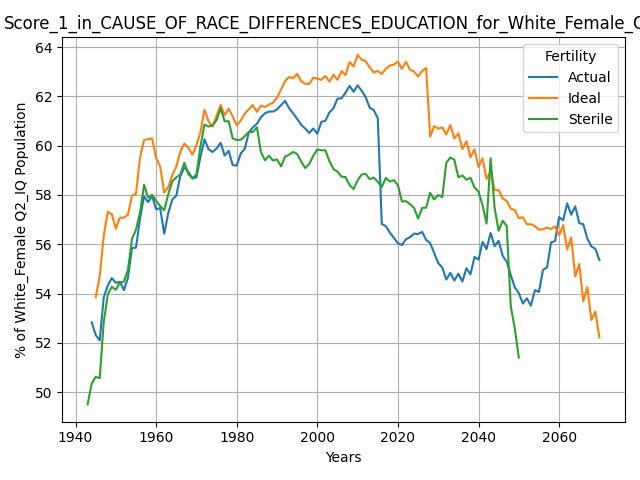 Score_1_in_CAUSE_OF_RACE_DIFFERENCES_EDUCATION_for_White_Female_
64
62
60
58
56
54
52
50
% of White_Female Q2_IQ Population
Fertility
Actual
Ideal
Sterile
1940
1960
1980
2000
2020
2040
2060
Years